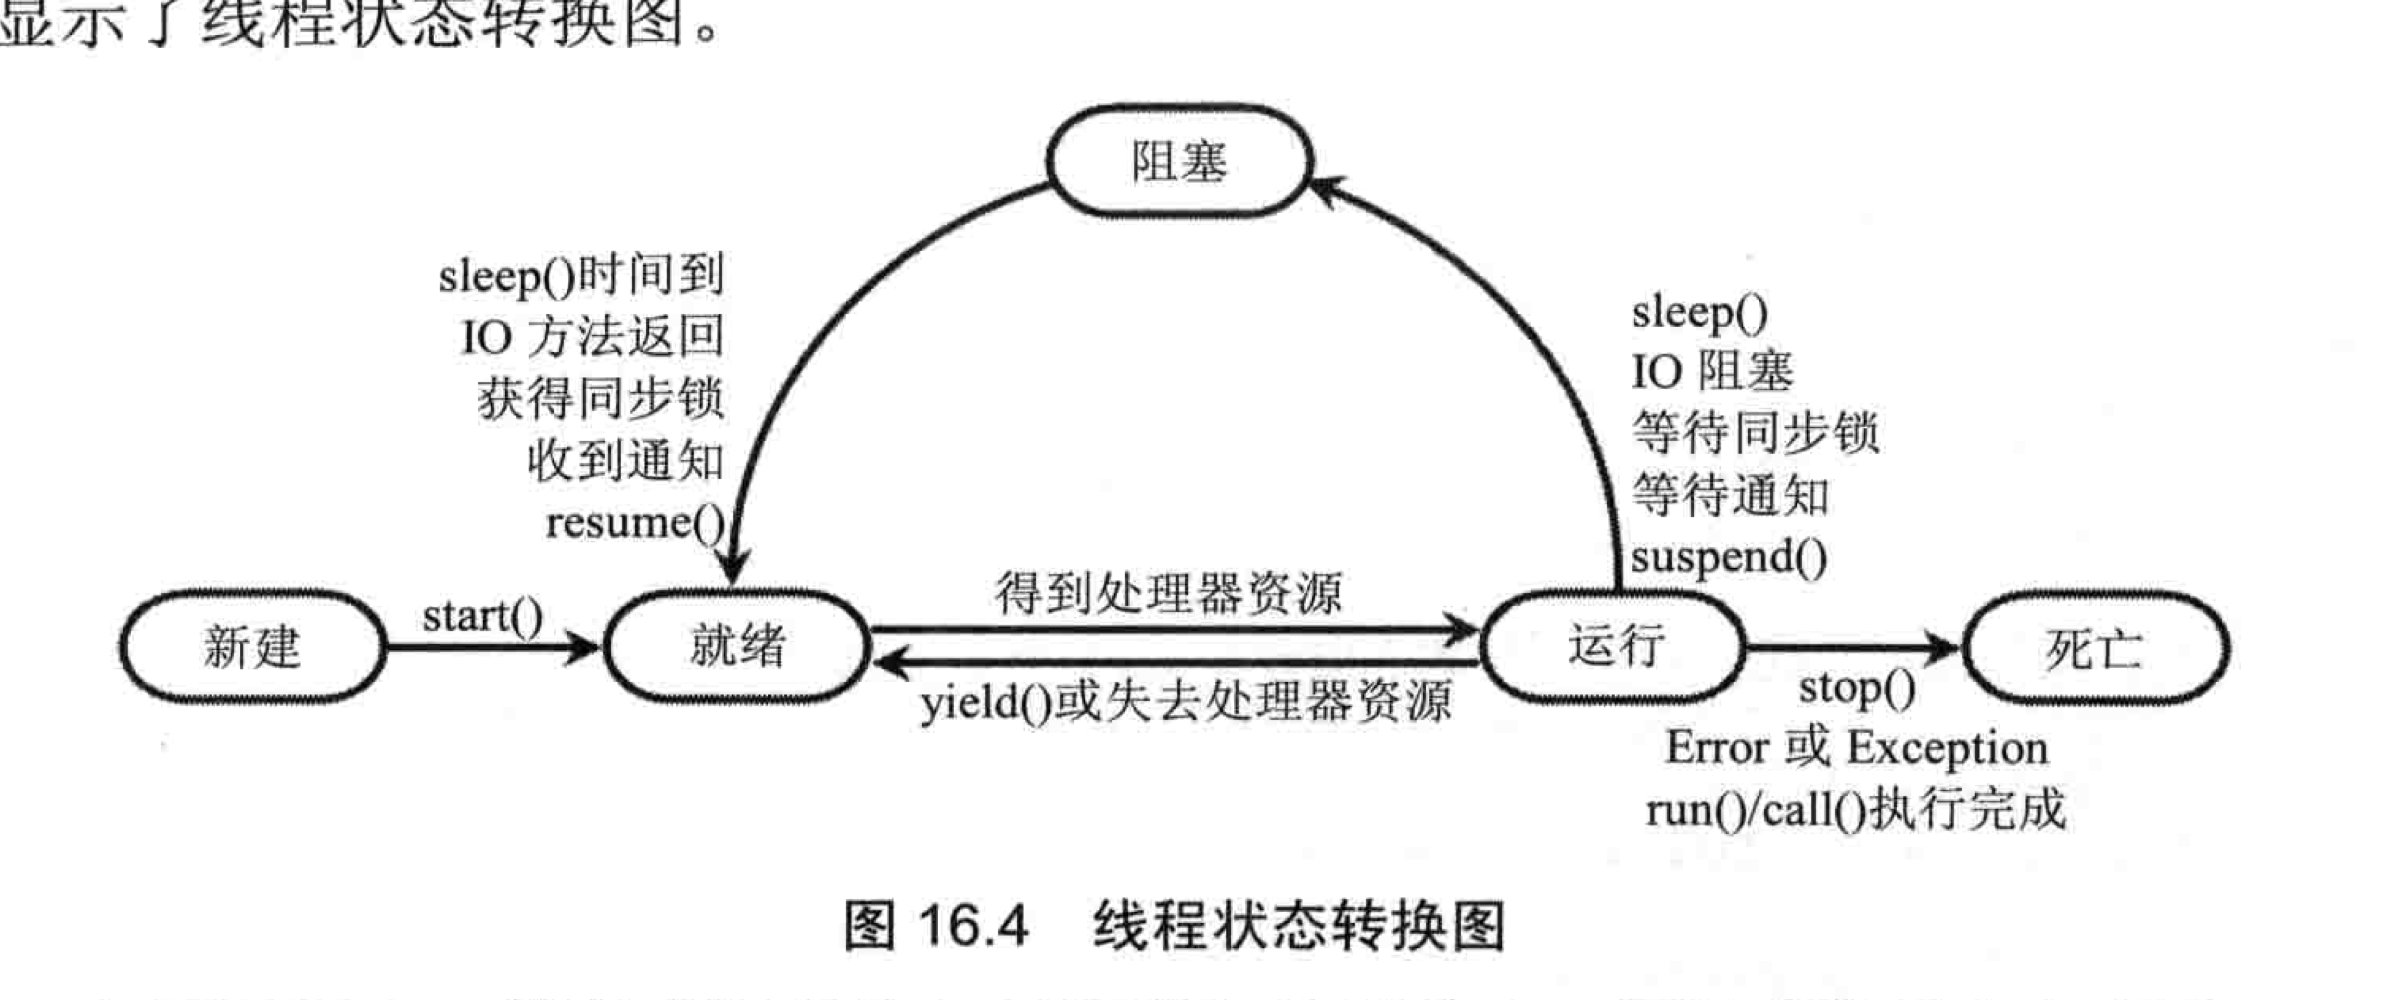 显示了线程状态转换图。
阻塞
sleep()时间到
IO 方法返回
获得同步锁
收到通知
resume()
sleep()
IO 阻塞
等待同步锁
等待通知
suspend()
新建
start()
就绪
得到处理器资源
yield()或失去处理器资源
运行
stop()
Error 或 Exception
run()/call()执行完成
死亡
图 16.4 线程状态转换图